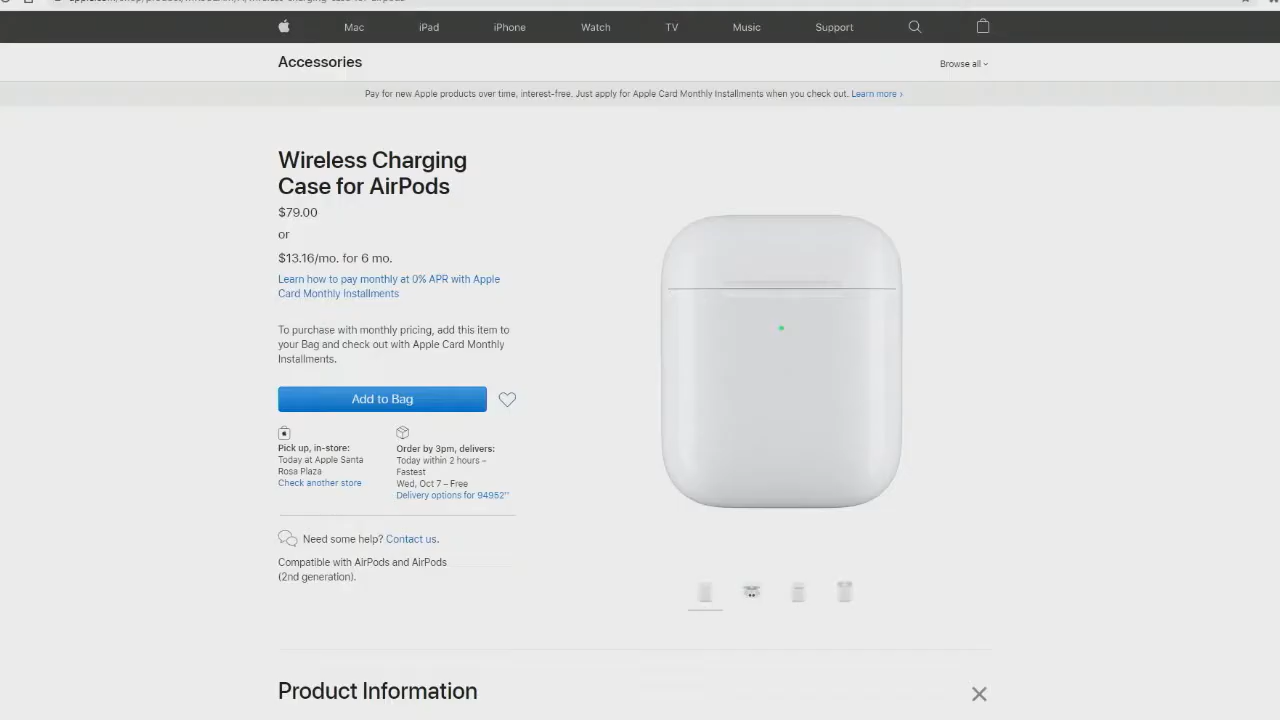 Mac iPad iPhone Watch TV Music Support
Accessories
Browse all
Pay for new Apple products over time, interest-free. Just apply for Apple Card Monthly Installments when you check out. Learn more ›
Wireless Charging
Case for AirPods
$79.00
or
$13.16/mo. for 6 mo.
Learn how to pay monthly at 0% APR with Apple
Card Monthly Installments
To purchase with monthly pricing, add this item to
your Bag and check out with Apple Card Monthly
Installments.
Add to Bag
Pick up, in-store:
Today at Apple Santa
Rosa Plaza
Check another store
Order by 3pm, delivers:
Today within 2 hours –
Fastest
Wed, Oct 7 – Free
Delivery options for 94952
Need some help? Contact us.
Compatible with AirPods and AirPods
(2nd generation).
Product Information